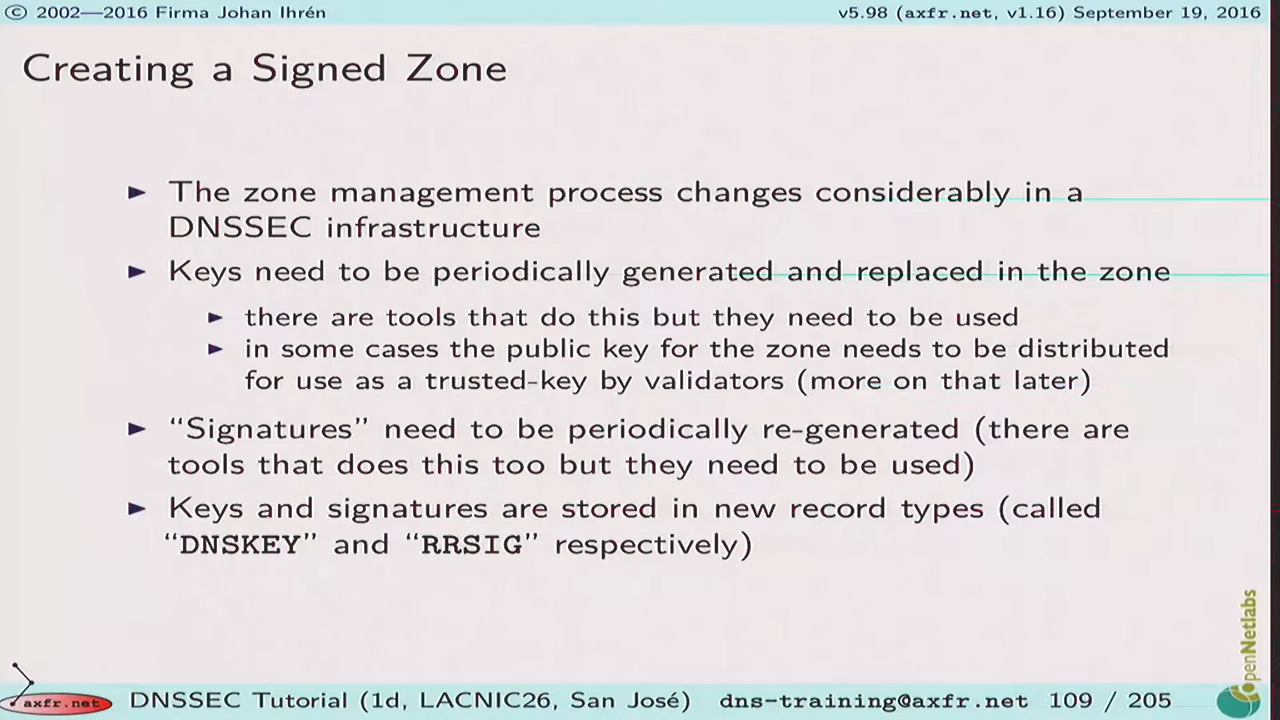 © 2002—2016 Firma Johan Ihrén
v5.98 (axfr.net, v1.16) September 19, 2016
Creating a Signed Zone
► The zone management process changes considerably in a
DNSSEC infrastructure
► Keys need to be periodically generated and replaced in the zone
► there are tools that do this but they need to be used
► in some cases the public key for the zone needs to be distributed
for use as a trusted-key by validators (more on that later)
► “Signatures” need to be periodically re-generated (there are
tools that does this too but they need to be used)
► Keys and signatures are stored in new record types (called
“DNSKEY” and “RRSIG” respectively)
openNetlabs
axfr.net
DNSSEC Tutorial (1d, LACNIC26, San José) dns-training@axfr.net 109 / 205